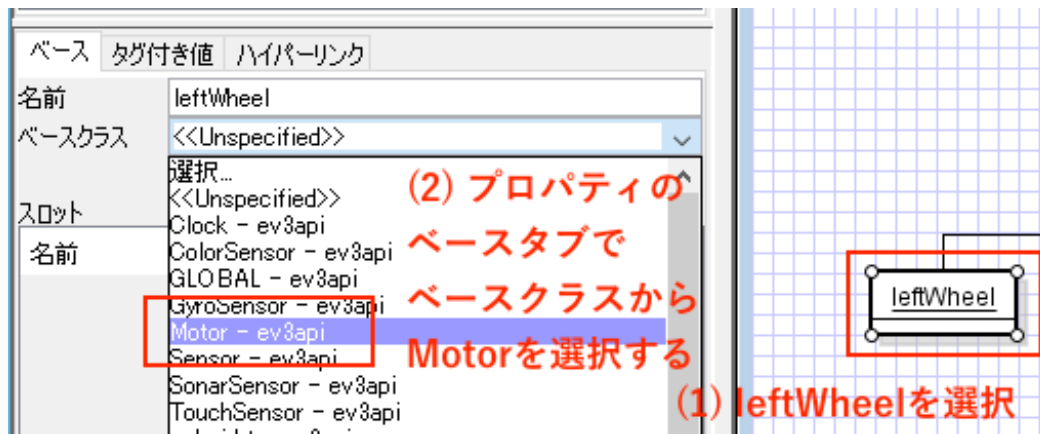 ベース タグ付き値 ハイパーリンク
名前 leftWheel
ベースクラス <<Unspecified>>
選択...
<<Unspecified>>
スロット
名前
Clock - ev3api
ColorSensor - ev3api
GLOBAL - ev3api
GyroSensor - ev3api
Motor - ev3api
Sensor - ev3api
SonarSensor - ev3api
TouchSensor - ev3api
(2) プロパティの
ベースタブで
ベースクラスから
Motorを選択する
leftWheel
(1) leftWheelを選択